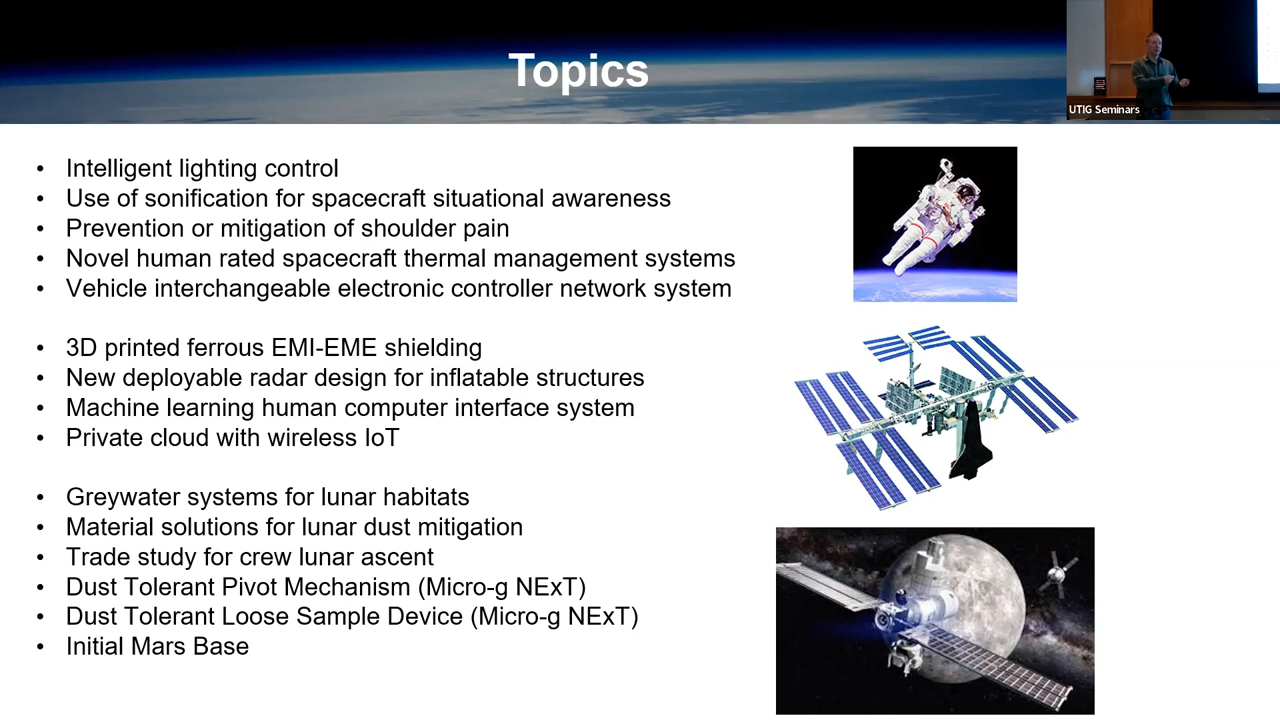 Topics
UTIG Seminars
• Intelligent lighting control
• Use of sonification for spacecraft situational awareness
• Prevention or mitigation of shoulder pain
• Novel human rated spacecraft thermal management systems
• Vehicle interchangeable electronic controller network system
• 3D printed ferrous EMI-EME shielding
• New deployable radar design for inflatable structures
• Machine learning human computer interface system
• Private cloud with wireless IoT
• Greywater systems for lunar habitats
• Material solutions for lunar dust mitigation
• Trade study for crew lunar ascent
• Dust Tolerant Pivot Mechanism (Micro-g NExT)
• Dust Tolerant Loose Sample Device (Micro-g NExT)
• Initial Mars Base